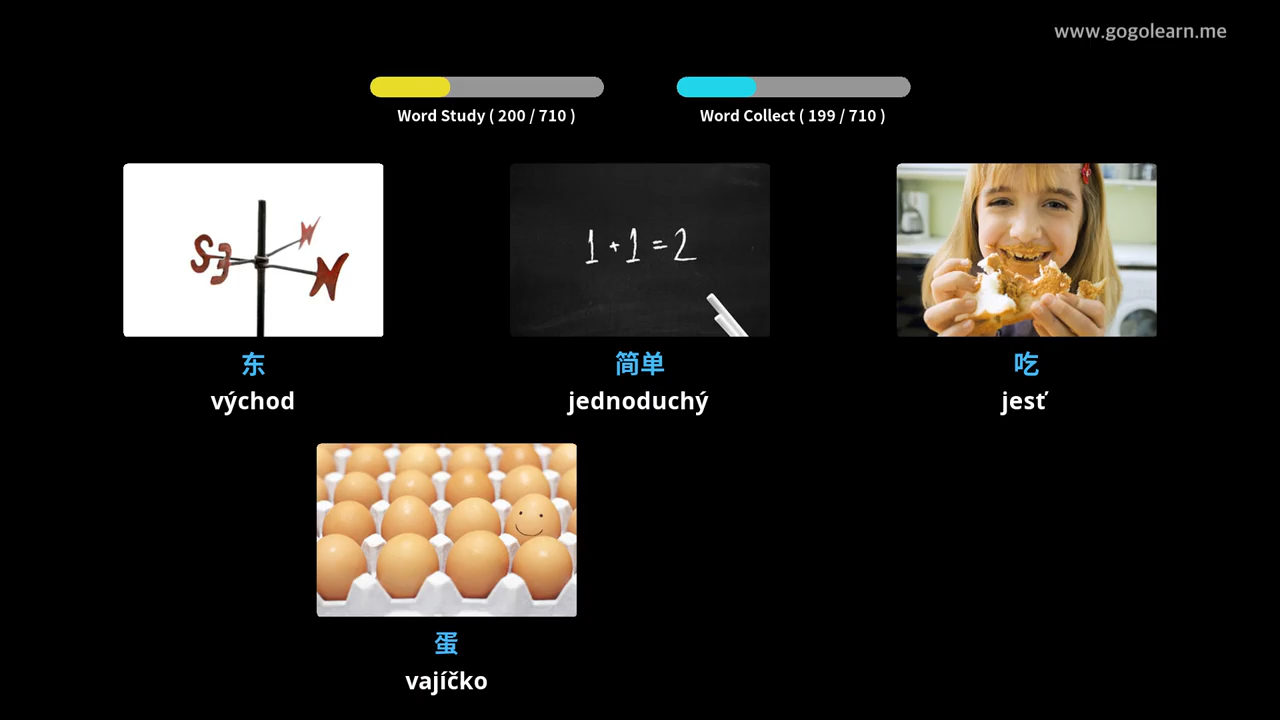 www.gogolearn.me
Word Study ( 200 / 710 )
Word Collect ( 199 / 710 )
S E N W
1 + 1 = 2
东
简单
吃
východ
jednoduchý
jesť
蛋
vajíčko